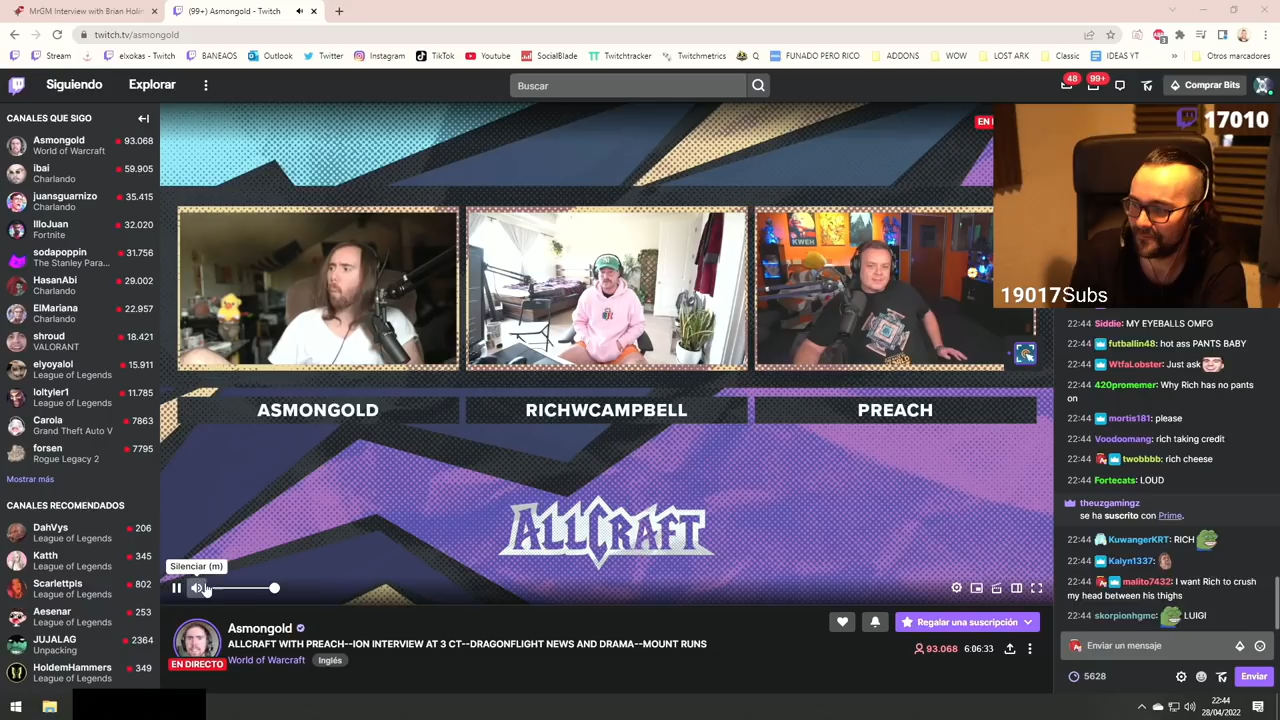 MrGM Interview with Brian Holin
(99+) Asmongold - Twitch
twitch.tv/asmongold
Stream
elxokas - Twitch
BANEAOS
Outlook
Twitter
Instagram
TikTok
Youtube
SocialBlade
Twitchtracker
Twitchmetrics
Q
FUNADO PERO RICO
ADDONS
WOW
LOST ARK
Classic
IDEAS YT
Otros marcadores
Siguiendo
Explorar
Buscar
48
99+
Comprar Bits
CANALES QUE SIGO
Asmongold 93.068
World of Warcraft
ibai 59.905
Charlando
juansguarnizo 35.415
Charlando
IlloJuan 32.020
Fortnite
sodapoppin 31.756
The Stanley Para...
HasanAbi 29.002
Charlando
ElMariana 22.957
Charlando
shroud 18.421
VALORANT
elyoyalol 15.911
League of Legends
loltyler1 11.785
League of Legends
Carola 7863
Grand Theft Auto V
forsen 7795
Rogue Legacy 2
Mostrar más
CANALES RECOMENDADOS
DahVys 206
League of Legends
Katth 345
League of Legends
Scarlettpls 802
League of Legends
Aesenar 253
League of Legends
JUJALAG 2364
Unpacking
HoldemHammers 349
League of Legends
17010
19017Subs
KWEH
ASMONGOLD
RICHWCAMPBELL
PREACH
ALLCRAFT
Silenciar (m)
Asmongold
ALLCRAFT WITH PREACH--ION INTERVIEW AT 3 CT--DRAGONFLIGHT NEWS AND DRAMA--MOUNT RUNS
EN DIRECTO
World of Warcraft
Inglés
Regalar una suscripción
93.068
6:06:33
22:44 Siddie: MY EYEBALLS OMFG
22:44 futballin48: hot ass PANTS BABY
22:44 WtfaLobster: Just ask
22:44 420promemer: Why Rich has no pants
on
22:44 mortis181: please
22:44 Voodoomang: rich taking credit
22:44 twobbbb: rich cheese
22:44 Fortecats: LOUD
theuzgamingz
se ha suscrito con Prime.
22:44 KuwangerKRT: RICH
22:44 Kalyn1337:
22:44 malito7432: I want Rich to crush
my head between his thighs
22:44 skorpionhgmc: LUIGI
Enviar un mensaje
5628
Enviar
22:44
28/04/2022